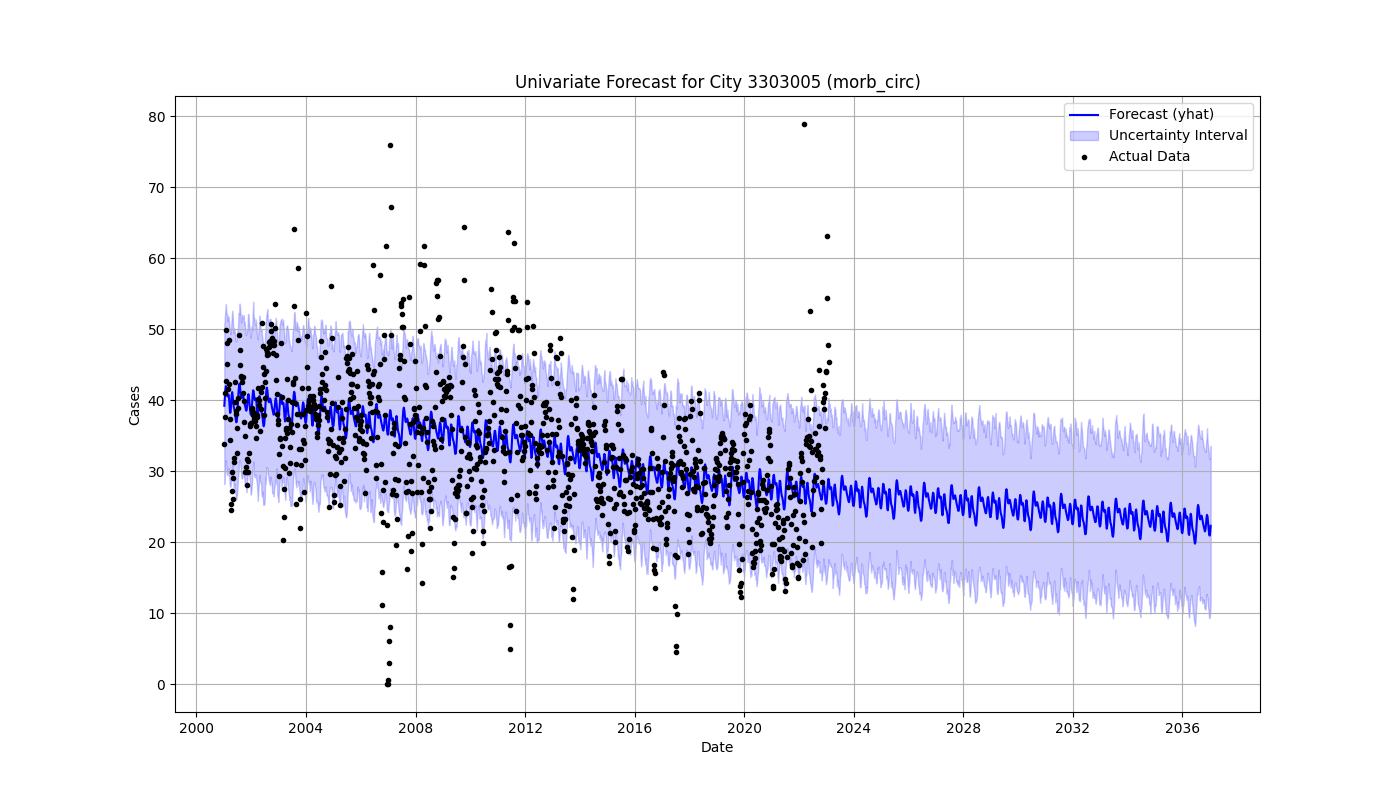 Univariate Forecast for City 3303005 (morb_circ)
Forecast (yhat)
Uncertainty Interval
Actual Data
Cases
80
70
60
50
40
30
20
10
0
2000 2004 2008 2012 2016 2020 2024 2028 2032 2036
Date